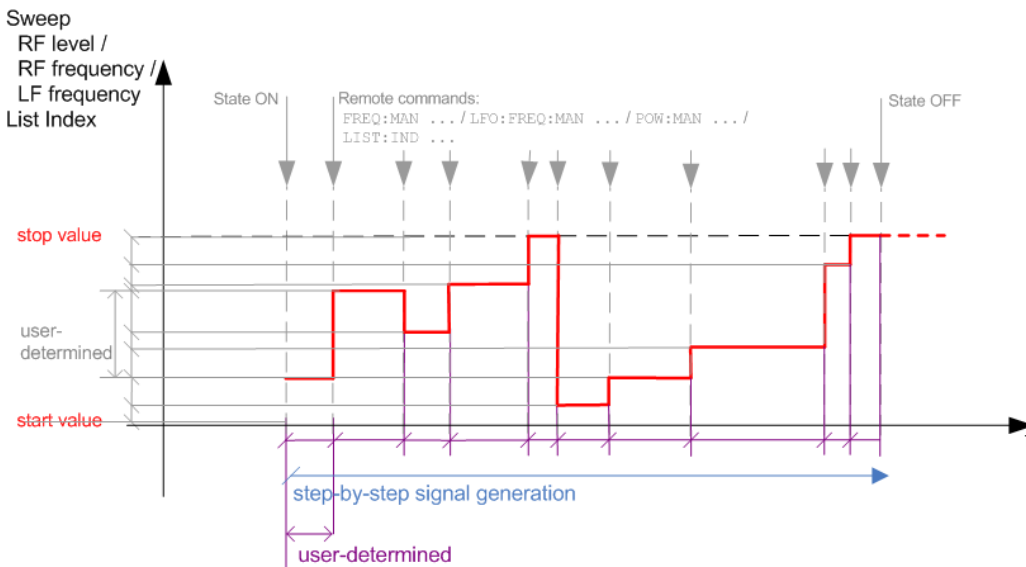 Sweep
RF level /
RF frequency /
LF frequency
List Index
State ON
Remote commands:
FREQ:MAN ... / LFO:FREQ:MAN ... / POW:MAN ... /
LIST:IND ...
State OFF
stop value
user-
determined
start value
step-by-step signal generation
user-determined